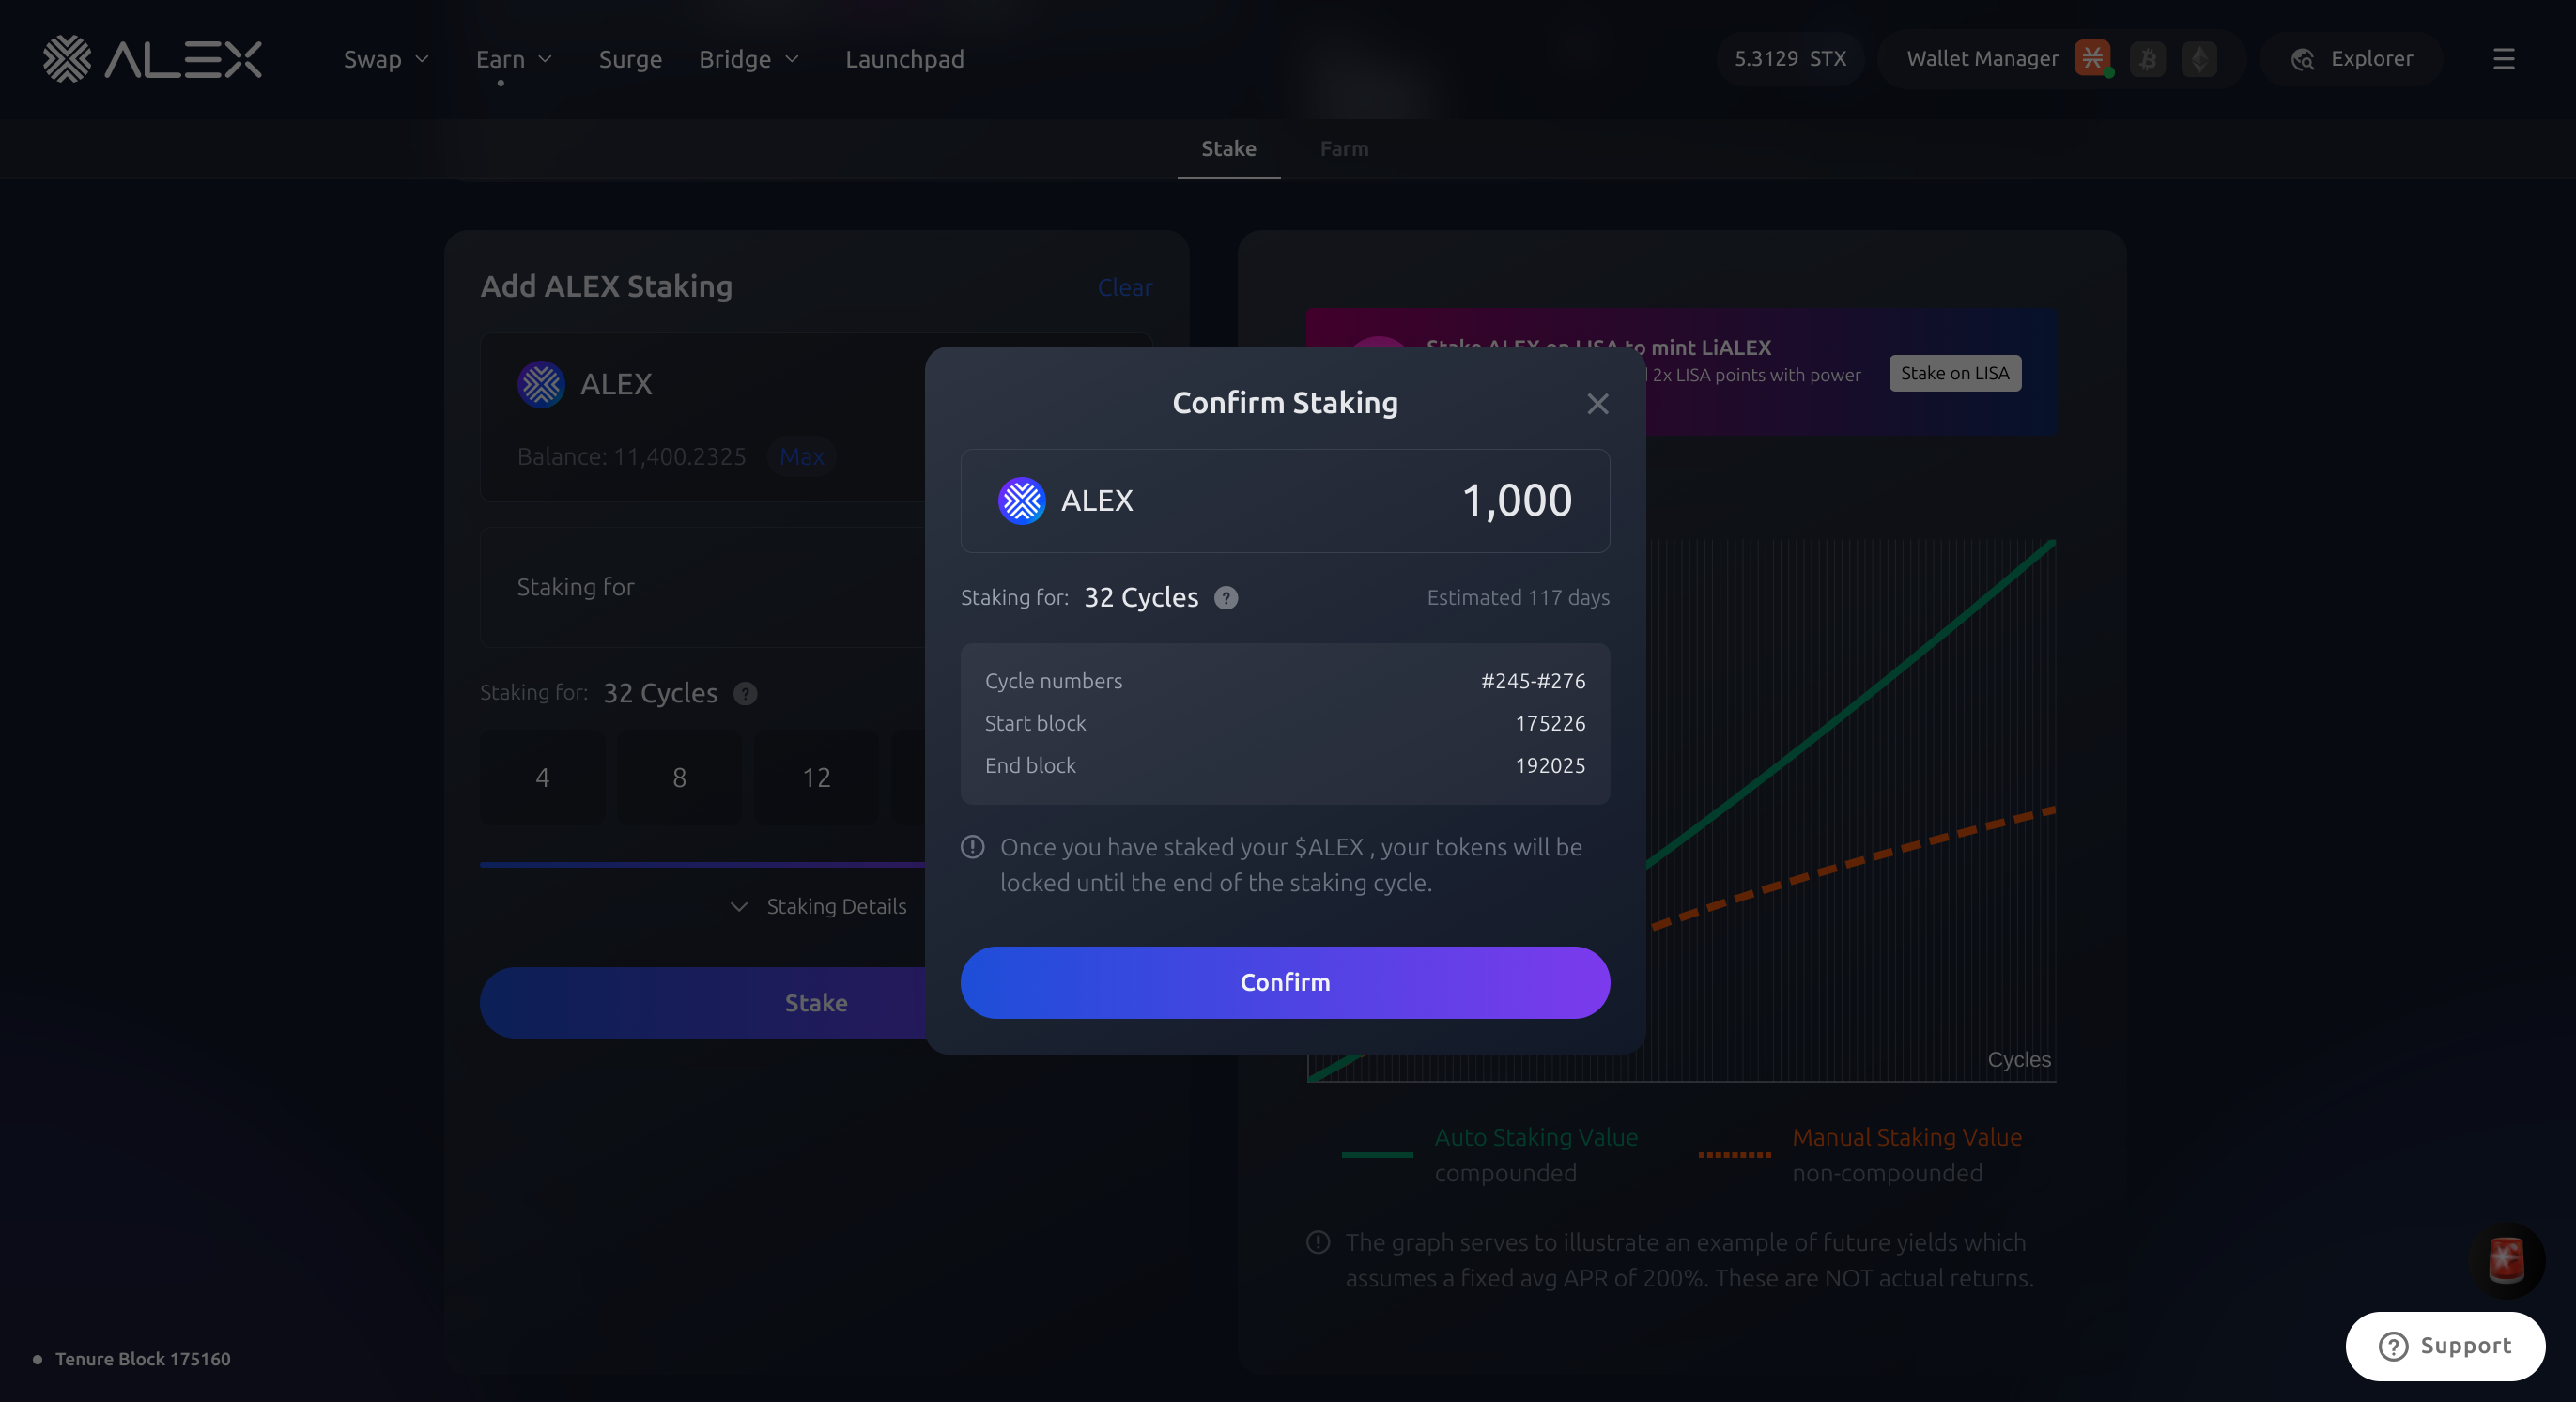 ALEX
Swap
Earn
Surge
Bridge
Launchpad
5.3129 STX
Wallet Manager
Explorer
Stake
Farm
Add ALEX Staking
Clear
ALEX
Balance: 11,400.2325
Max
Staking for
Staking for: 32 Cycles ?
4
8
12
Staking Details
Stake
Confirm Staking
ALEX
1,000
Staking for: 32 Cycles ?
Estimated 117 days
Cycle numbers
#245-#276
Start block
175226
End block
192025
Once you have staked your $ALEX , your tokens will be
locked until the end of the staking cycle.
Confirm
Stake ALEX on LISA to mint LiALEX
2x LISA points with power
Stake on LISA
Cycles
Auto Staking Value
compounded
Manual Staking Value
non-compounded
The graph serves to illustrate an example of future yields which
assumes a fixed avg APR of 200%. These are NOT actual returns.
Tenure Block 175160
? Support